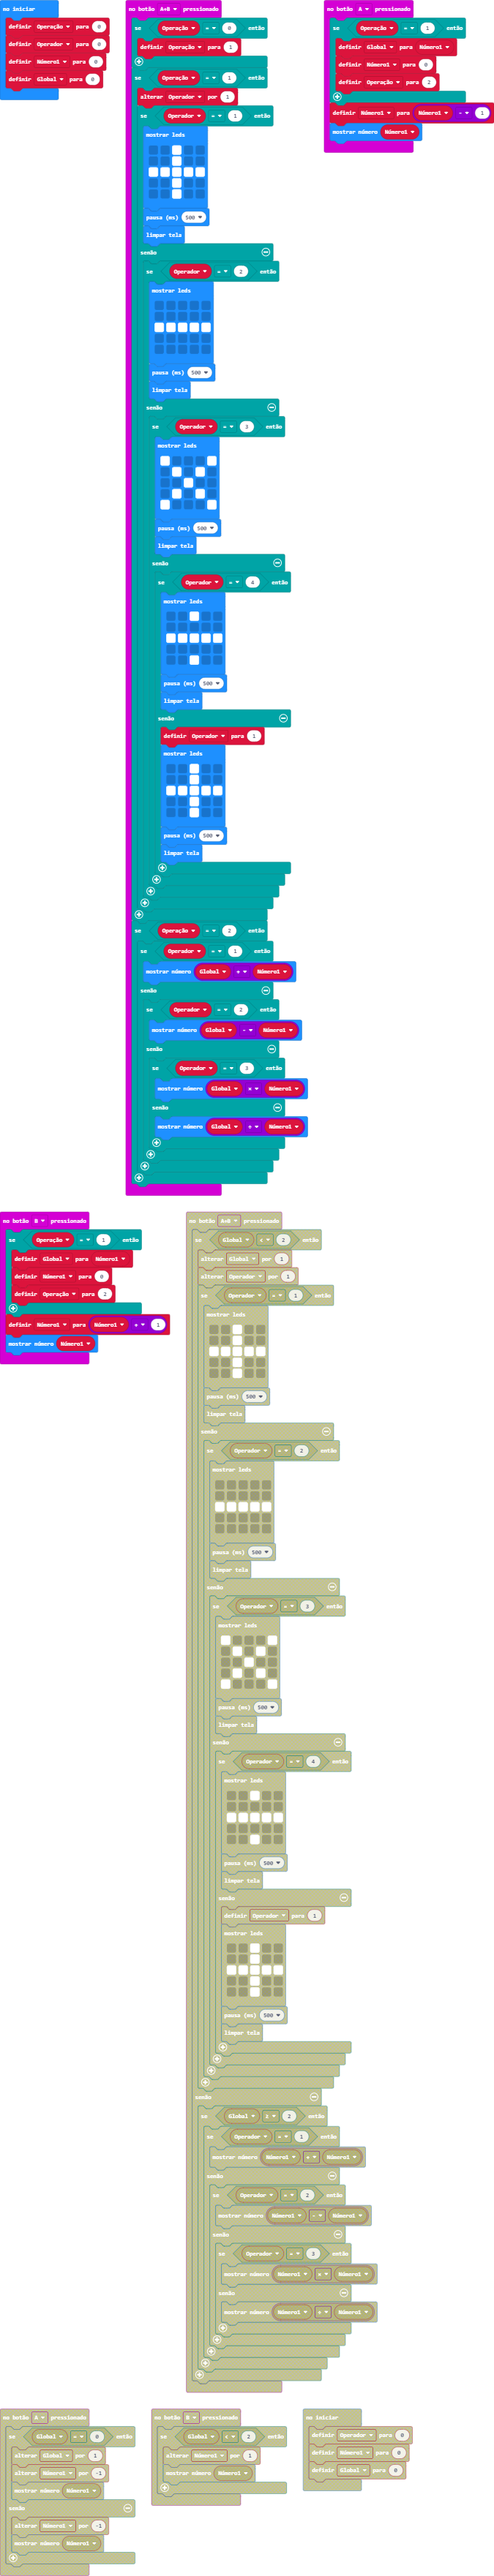 no iniciar
definir Operação para 0
definir Operador para 0
definir Número1 para 0
definir Global para 0
no botão A+B pressionado
se Operação = 0 então
definir Operação para 1
se Operação = 1 então
alterar Operador por 1
se Operador = 1 então
mostrar leds
pausa (ms) 500
limpar tela
senão
se Operador = 2 então
mostrar leds
pausa (ms) 500
limpar tela
senão
se Operador = 3 então
mostrar leds
pausa (ms) 500
limpar tela
senão
se Operador = 4 então
mostrar leds
pausa (ms) 500
limpar tela
senão
definir Operador para 1
mostrar leds
pausa (ms) 500
limpar tela
se Operação = 2 então
se Operador = 1 então
mostrar número Global + Número1
senão
se Operador = 2 então
mostrar número Global - Número1
senão
se Operador = 3 então
mostrar número Global × Número1
senão
mostrar número Global ÷ Número1
no botão A pressionado
se Operação = 1 então
definir Global para Número1
definir Número1 para 0
definir Operação para 2
definir Número1 para Número1 - 1
mostrar número Número1
no botão B pressionado
se Operação = 1 então
definir Global para Número1
definir Número1 para 0
definir Operação para 2
definir Número1 para Número1 + 1
mostrar número Número1
no botão A+B pressionado
se Global < 2 então
alterar Global por 1
alterar Operador por 1
se Operador = 1 então
mostrar leds
pausa (ms) 500
limpar tela
senão
se Operador = 2 então
mostrar leds
pausa (ms) 500
limpar tela
senão
se Operador = 3 então
mostrar leds
pausa (ms) 500
limpar tela
senão
se Operador = 4 então
mostrar leds
pausa (ms) 500
limpar tela
senão
definir Operador para 1
mostrar leds
pausa (ms) 500
limpar tela
senão
se Global 2 então
se Operador = 1 então
mostrar número Número1 + Número1
senão
se Operador = 2 então
mostrar número Número1 - Número1
senão
se Operador = 3 então
mostrar número Número1 × Número1
senão
mostrar número Número1 ÷ Número1
no botão A pressionado
se Global = 0 então
alterar Global por 1
alterar Número1 por -1
mostrar número Número1
senão
alterar Número1 por -1
mostrar número Número1
no botão B pressionado
se Global 2 então
alterar Número1 por 1
mostrar número Número1
no iniciar
definir Operador para 0
definir Número1 para 0
definir Global para 0